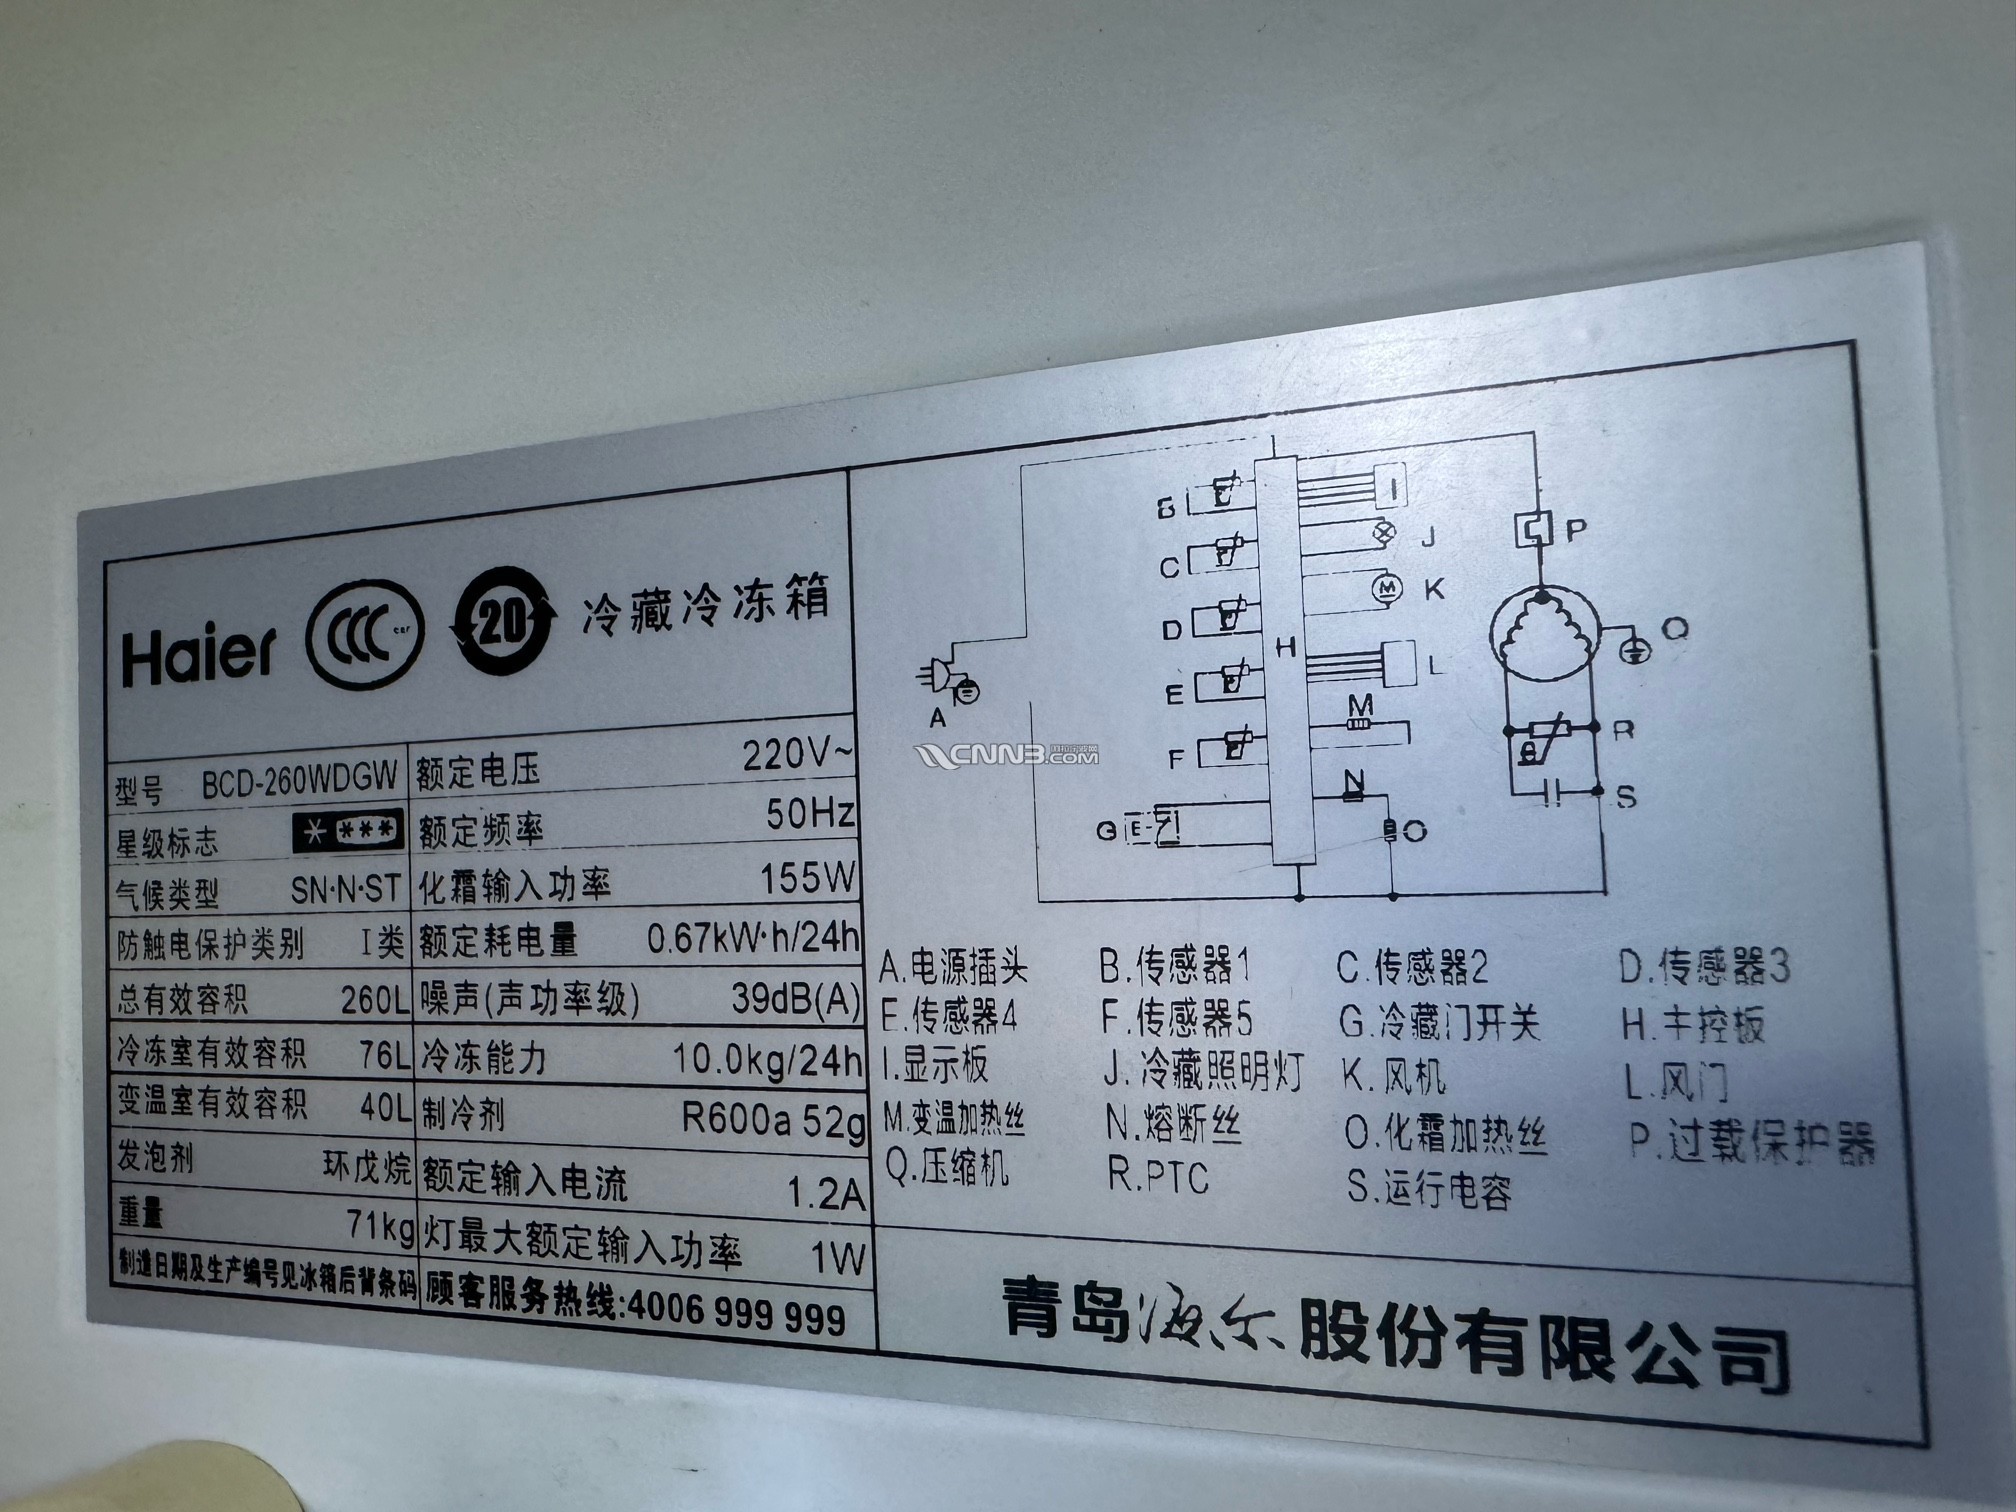 Haier CCC 20 冷藏冷冻箱
型号 BCD-260WDGW 额定电压 220V~
星级标志 * *** 额定频率 50Hz
气候类型 SN·N·ST 化霜输入功率 155W
防触电保护类别 I类 额定耗电量 0.67kW·h/24h
总有效容积 260L 噪声(声功率级) 39dB(A)
冷冻室有效容积 76L 冷冻能力 10.0kg/24h
变温室有效容积 40L 制冷剂 R600a 52g
发泡剂 环戊烷 额定输入电流 1.2A
重量 71kg 灯最大额定输入功率 1W
制造日期及生产编号见冰箱后背条码 顾客服务热线:4006 999 999
B I
P
C J
K
D H Q
E L
A M
F R
CNNB.COM
N S
G O
θ
A.电源插头 B.传感器1 C.传感器2 D.传感器3
E.传感器4 F.传感器5 G.冷藏门开关 H.主控板
I.显示板 J.冷藏照明灯 K.风机 L.风门
M.变温加热丝 N.熔断丝 O.化霜加热丝 P.过载保护器
Q.压缩机 R.PTC S.运行电容
青岛海尔股份有限公司